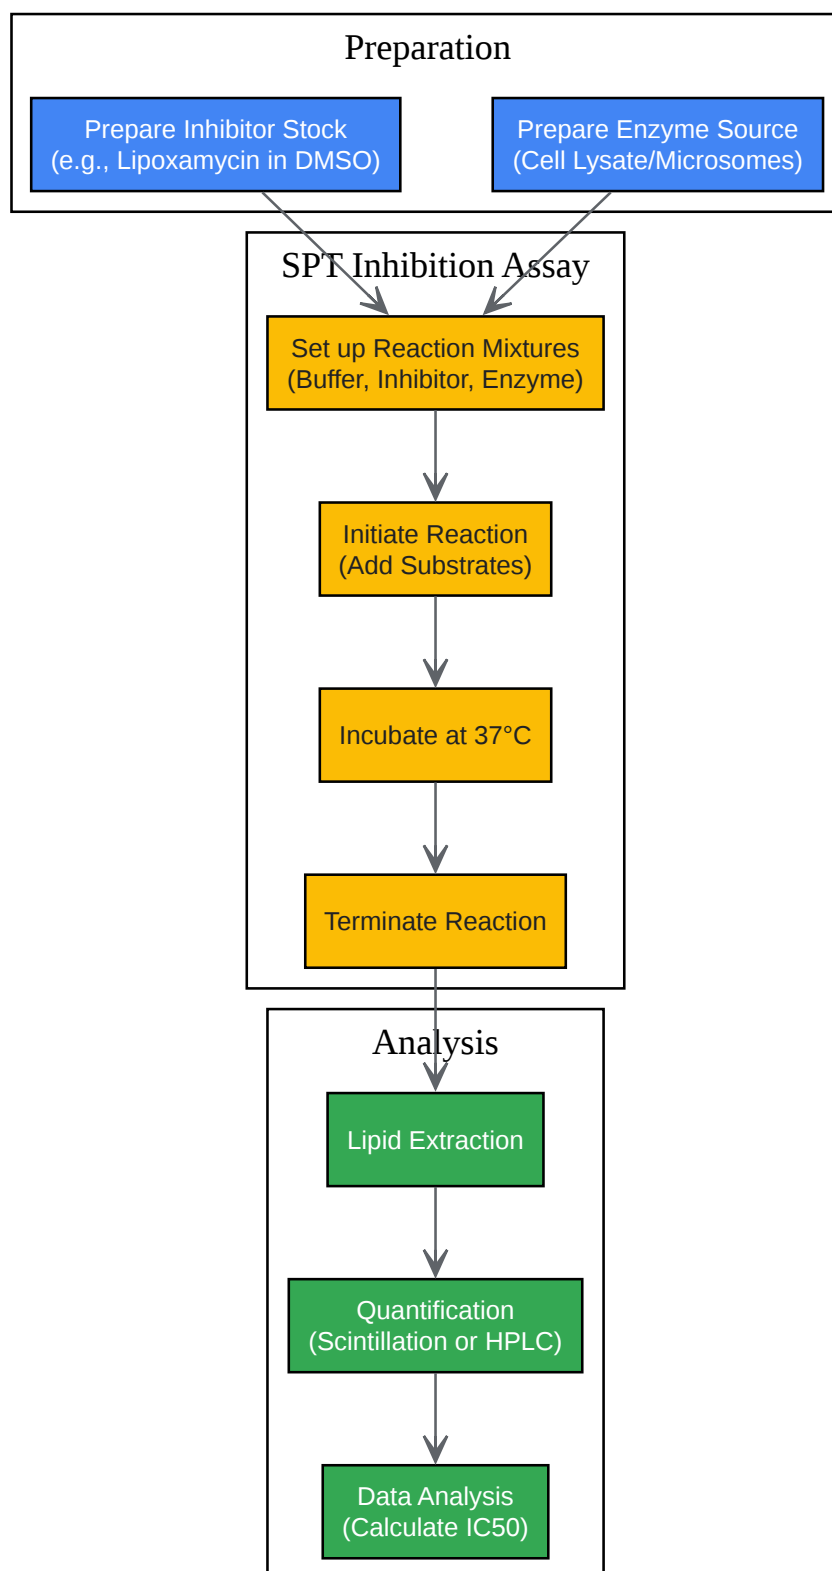 Preparation
Prepare Inhibitor Stock
(e.g., Lipoxamycin in DMSO)
Prepare Enzyme Source
(Cell Lysate/Microsomes)
SPT Inhibition Assay
Set up Reaction Mixtures
(Buffer, Inhibitor, Enzyme)
Initiate Reaction
(Add Substrates)
Incubate at 37°C
Terminate Reaction
Analysis
Lipid Extraction
Quantification
(Scintillation or HPLC)
Data Analysis
(Calculate IC50)